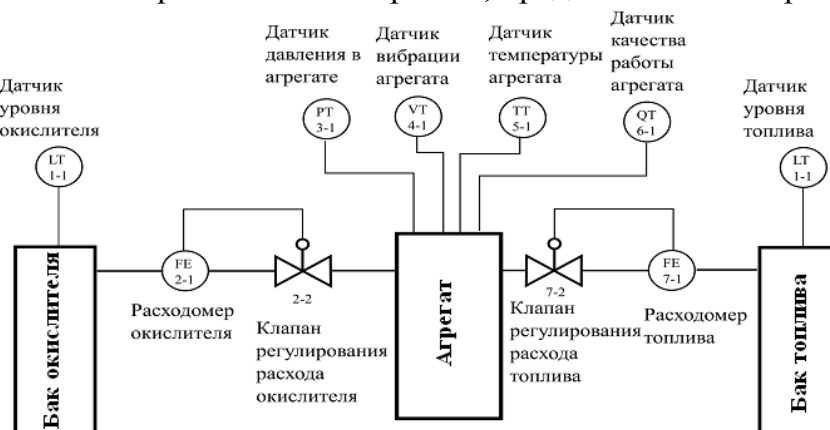 Датчик
давления в
агрегате
Датчик
вибрации
агрегата
Датчик
температуры
агрегата
Датчик
качества
работы
агрегата
Датчик
уровня
окислителя
Датчик
уровня
топлива
PT
3-1
VT
4-1
TT
5-1
QT
6-1
LT
1-1
LT
1-1
FE
2-1
2-2
7-2
FE
7-1
Расходомер
окислителя
Клапан
регулирования
расхода
окислителя
Клапан
регулирования
расхода
топлива
Расходомер
топлива
Бак окислителя
Агрегат
Бак топлива